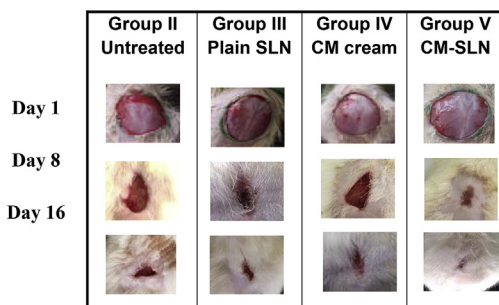 Group II Group III Group IV Group V
Untreated Plain SLN CM cream CM-SLN
Day 1
Day 8
Day 16